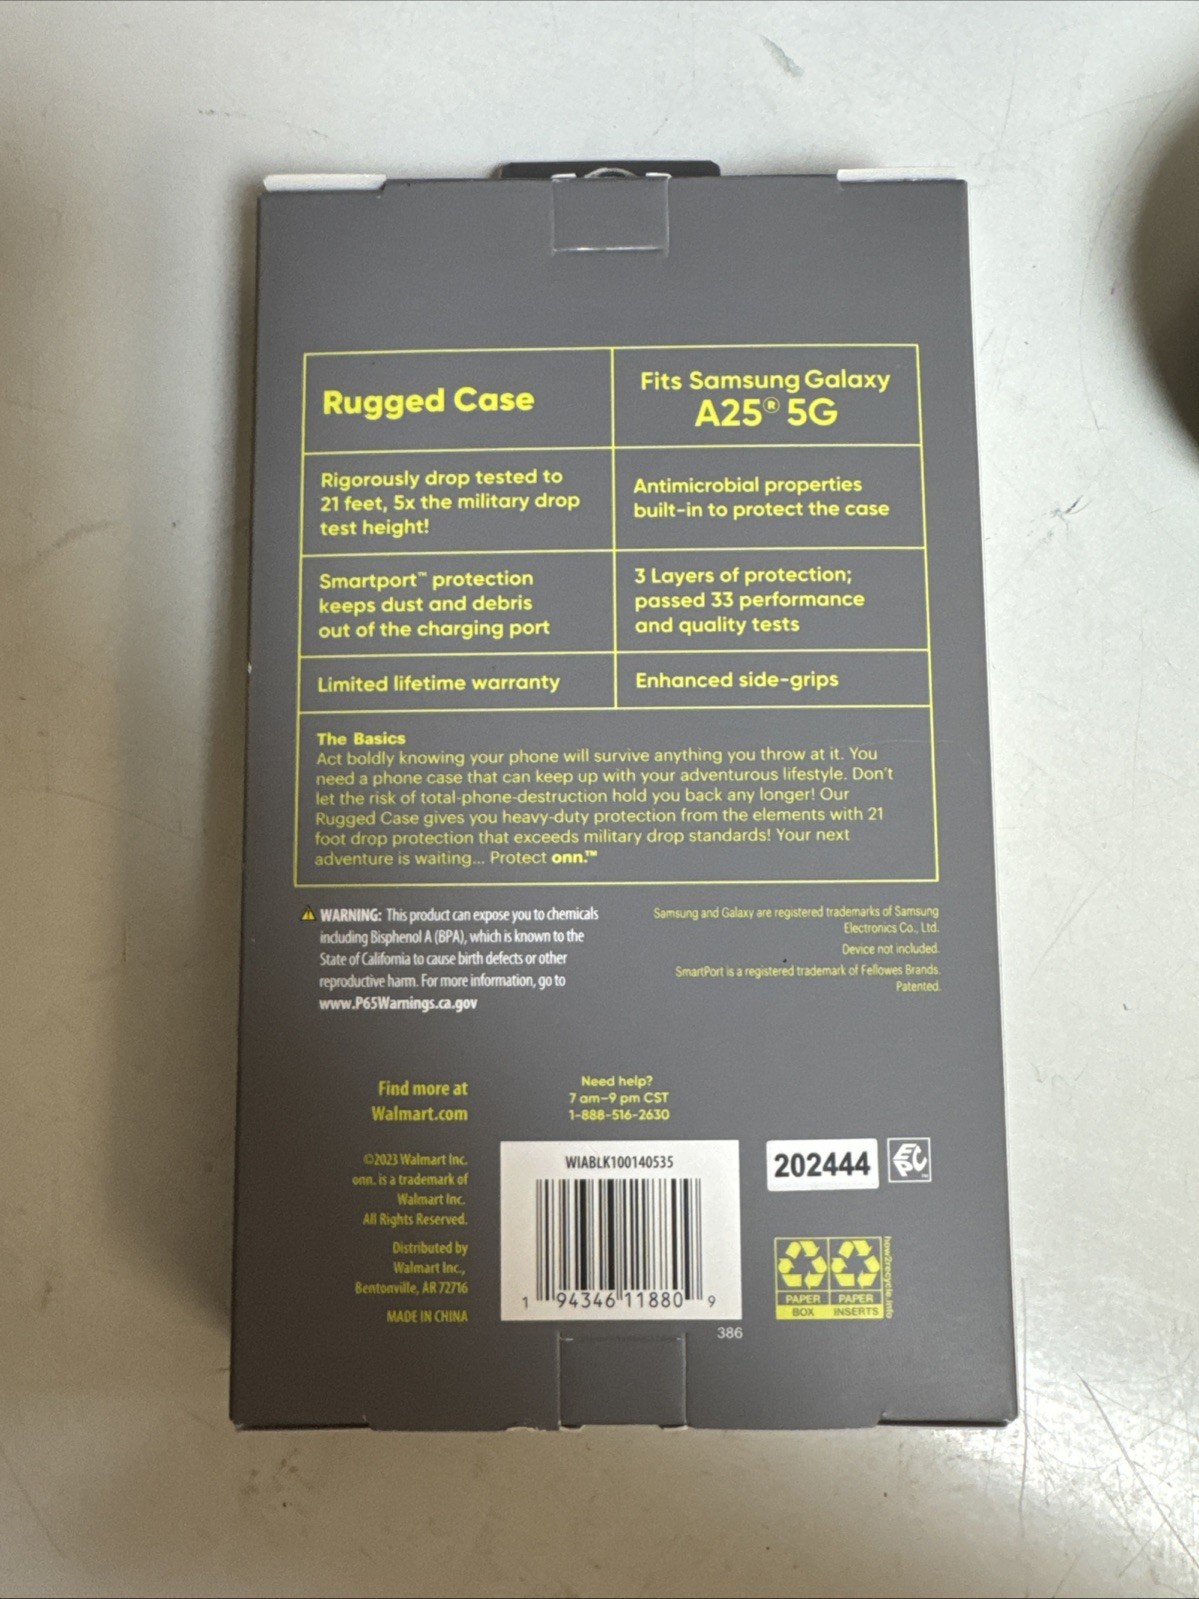 Rugged Case
Fits Samsung Galaxy
A25® 5G
Rigorously drop tested to
21 feet, 5x the military drop
test height!
Antimicrobial properties
built-in to protect the case
Smartport™ protection
keeps dust and debris
out of the charging port
3 Layers of protection;
passed 33 performance
and quality tests
Limited lifetime warranty
Enhanced side-grips
The Basics
Act boldly knowing your phone will survive anything you throw at it. You
need a phone case that can keep up with your adventurous lifestyle. Don't
let the risk of total-phone-destruction hold you back any longer! Our
Rugged Case gives you heavy-duty protection from the elements with 21
foot drop protection that exceeds military drop standards! Your next
adventure is waiting... Protect onn.™
WARNING: This product can expose you to chemicals
including Bisphenol A (BPA), which is known to the
State of California to cause birth defects or other
reproductive harm. For more information, go to
www.P65Warnings.ca.gov
Samsung and Galaxy are registered trademarks of Samsung
Electronics Co., Ltd.
Device not included.
SmartPort is a registered trademark of Fellowes Brands.
Patented.
Find more at
Walmart.com
Need help?
7 am–9 pm CST
1-888-516-2630
©2023 Walmart Inc.
onn. is a trademark of
Walmart Inc.
All Rights Reserved.
Distributed by
Walmart Inc.,
Bentonville, AR 72716
MADE IN CHINA
WIABLK100140535
1 94346 11880 9
386
202444
EPC™
how2recycle.info
PAPER
BOX
PAPER
INSERTS